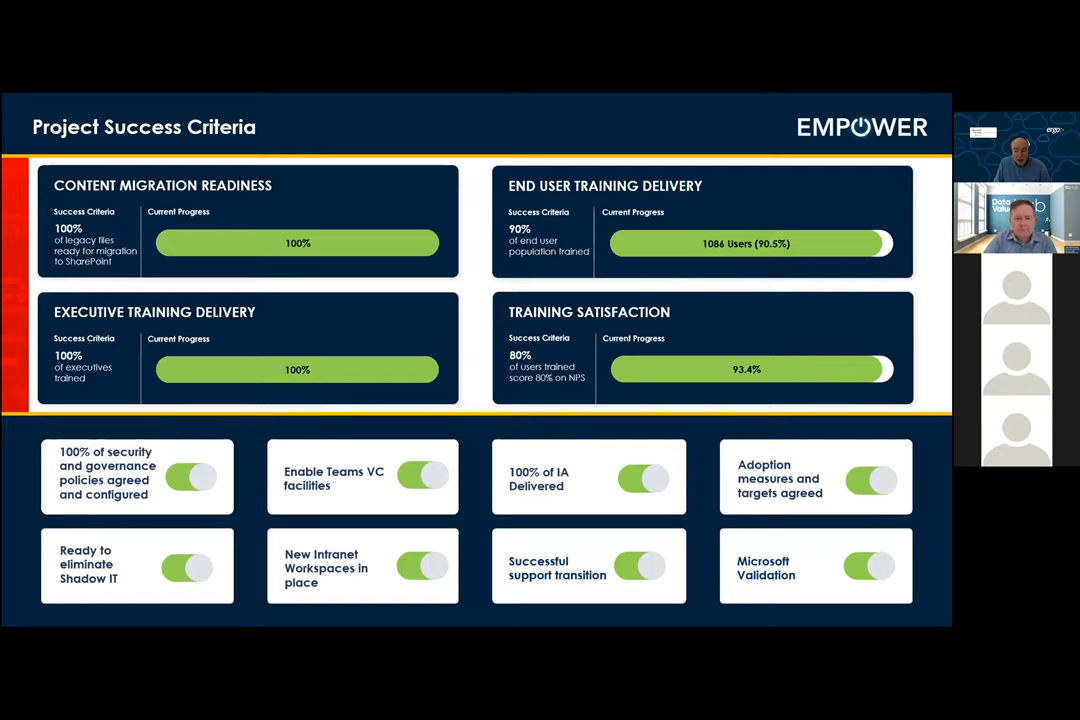 Project Success Criteria
EMPOWER
CONTENT MIGRATION READINESS
Success Criteria
Current Progress
100%
of legacy files
ready for migration
to SharePoint
100%
END USER TRAINING DELIVERY
Success Criteria
Current Progress
90%
of end user
population trained
1086 Users (90.5%)
EXECUTIVE TRAINING DELIVERY
Success Criteria
Current Progress
100%
of executives
trained
100%
TRAINING SATISFACTION
Success Criteria
Current Progress
80%
of users trained
score 80% on NPS
93.4%
100% of security
and governance
policies agreed
and configured
Enable Teams VC
facilities
100% of IA
Delivered
Adoption
measures and
targets agreed
Ready to
eliminate
Shadow IT
New Intranet
Workspaces in
place
Successful
support transition
Microsoft
Validation
ergo
Data